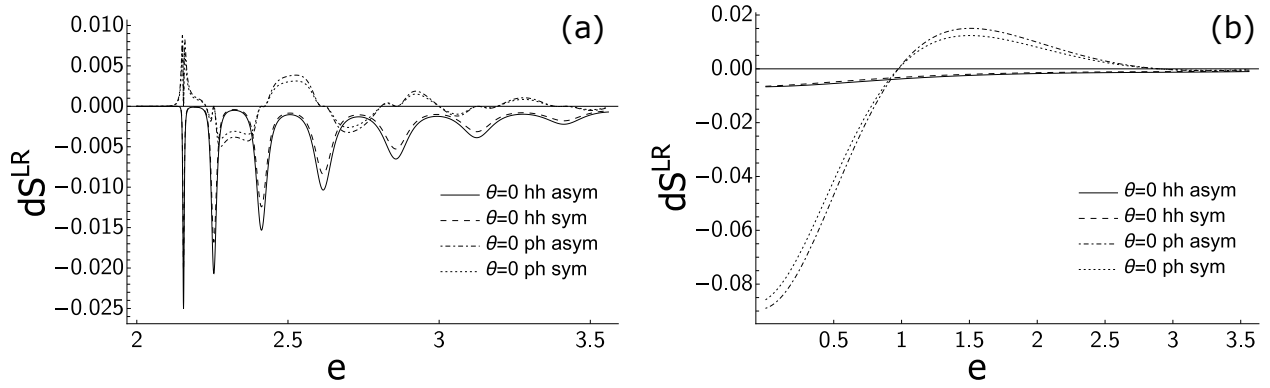 (a)
dS^LR
0.010
0.005
0.000
−0.005
−0.010
−0.015
−0.020
−0.025
θ=0 hh asym
θ=0 hh sym
θ=0 ph asym
θ=0 ph sym
2 2.5 3 3.5
e
(b)
dS^LR
0.02
0.00
−0.02
−0.04
−0.06
−0.08
θ=0 hh asym
θ=0 hh sym
θ=0 ph asym
θ=0 ph sym
0.5 1 1.5 2 2.5 3 3.5
e